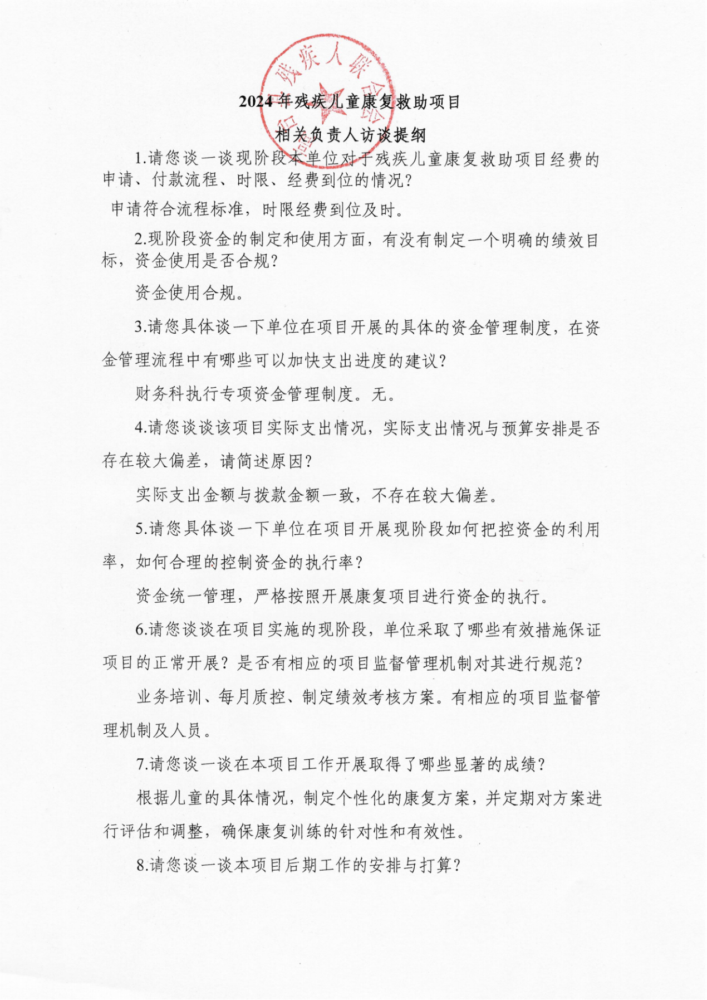 残疾人联合会
2024年残疾儿童康复救助项目
相关负责人访谈提纲
1.请您谈一谈现阶段本单位对于残疾儿童康复救助项目经费的
申请、付款流程、时限、经费到位的情况？
申请符合流程标准，时限经费到位及时。
2.现阶段资金的制定和使用方面，有没有制定一个明确的绩效目
标，资金使用是否合规？
资金使用合规。
3.请您具体谈一下单位在项目开展的具体的资金管理制度，在资
金管理流程中有哪些可以加快支出进度的建议？
财务科执行专项资金管理制度。无。
4.请您谈谈该项目实际支出情况，实际支出情况与预算安排是否
存在较大偏差，请简述原因？
实际支出金额与拨款金额一致，不存在较大偏差。
5.请您具体谈一下单位在项目开展现阶段如何把控资金的利用
率，如何合理的控制资金的执行率？
资金统一管理，严格按照开展康复项目进行资金的执行。
6.请您谈谈在项目实施的现阶段，单位采取了哪些有效措施保证
项目的正常开展？是否有相应的项目监督管理机制对其进行规范？
业务培训、每月质控、制定绩效考核方案。有相应的项目监督管
理机制及人员。
7.请您谈一谈在本项目工作开展取得了哪些显著的成绩？
根据儿童的具体情况，制定个性化的康复方案，并定期对方案进
行评估和调整，确保康复训练的针对性和有效性。
8.请您谈一谈本项目后期工作的安排与打算？